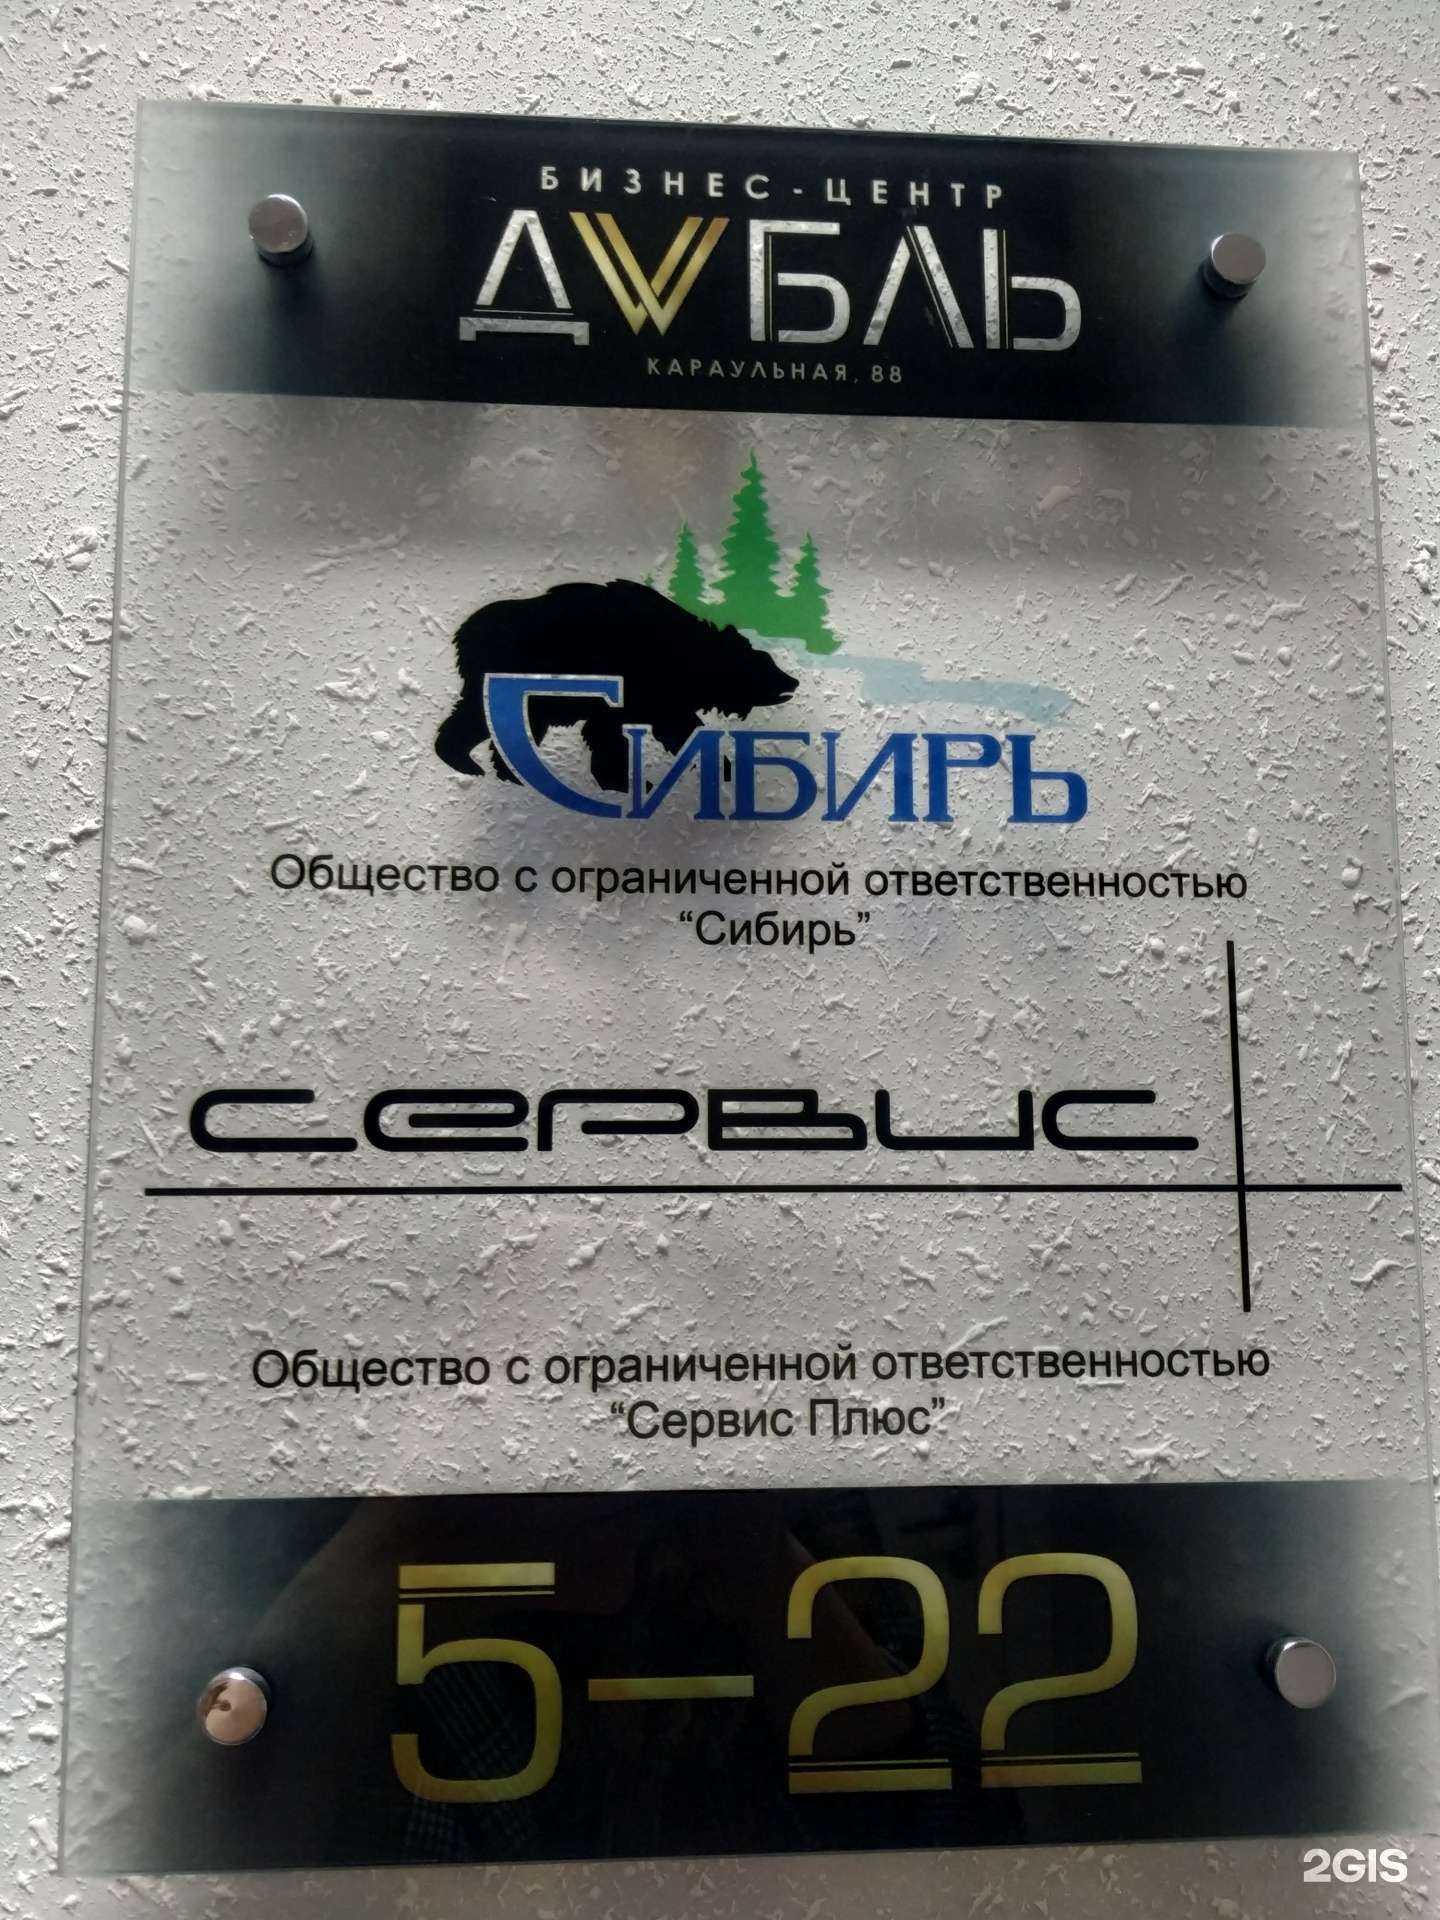 БИЗНЕС-ЦЕНТР
ДУБЛЬ
КАРАУЛЬНАЯ, 88
СИБИРЬ
Общество с ограниченной ответственностью
“Сибирь”
СЕРВИС
Общество с ограниченной ответственностью
“Сервис Плюс”
5–22
2GIS